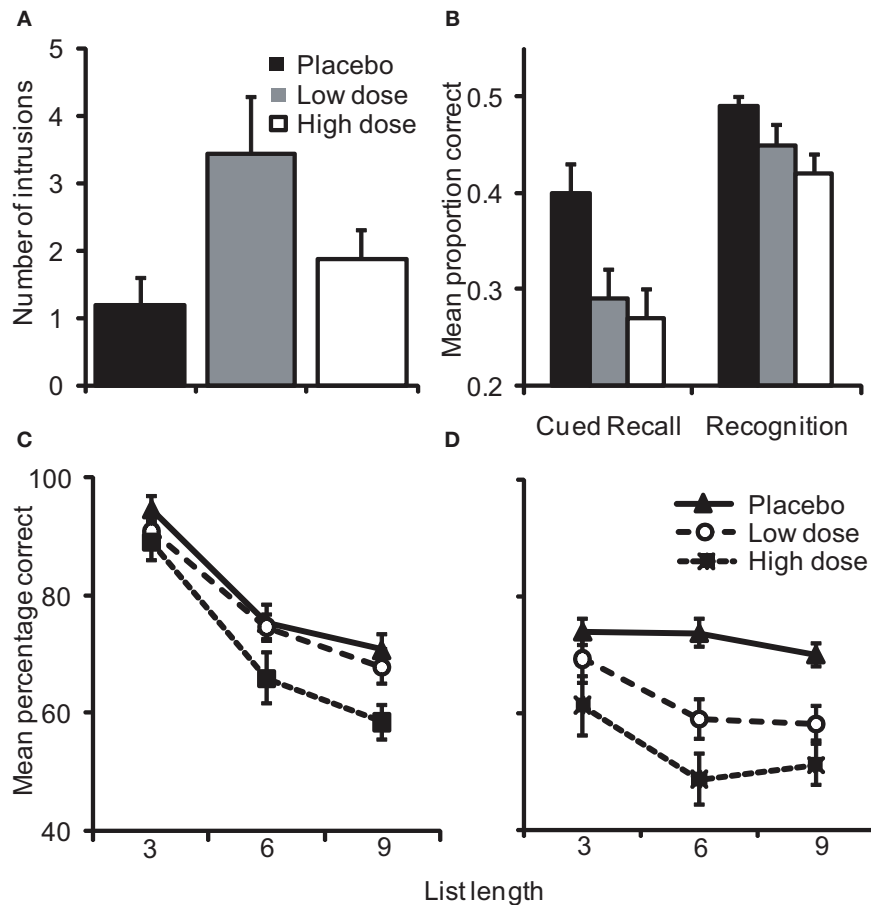 A
Number of intrusions
5
4
3
2
1
0
Placebo
Low dose
High dose
B
Mean proportion correct
0.5
0.4
0.3
0.2
Cued Recall Recognition
C
Mean percentage correct
100
80
60
40
3 6 9
D
Placebo
Low dose
High dose
3 6 9
List length